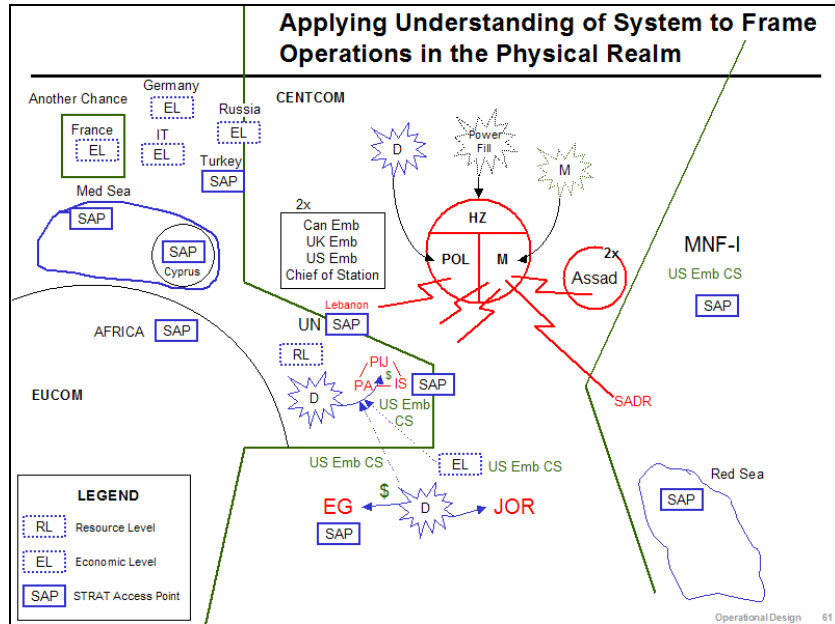 Applying Understanding of System to Frame
Operations in the Physical Realm
Germany
EL
Another Chance
France
EL
IT
EL
Russia
EL
CENTCOM
Turkey
SAP
Med Sea
SAP
SAP
Cyprus
D
Power
Fill
M
HZ
POL
M
2x
Can Emb
UK Emb
US Emb
Chief of Station
2x
Assad
MNF-I
US Emb CS
SAP
Lebanon
UN
SAP
AFRICA
SAP
RL
EUCOM
PIJ
$
PA
IS
SAP
D
US Emb
CS
SADR
US Emb CS
EL
US Emb CS
$
EG
D
JOR
SAP
Red Sea
SAP
LEGEND
RL
Resource Level
EL
Economic Level
SAP
STRAT Access Point
Operational Design 61